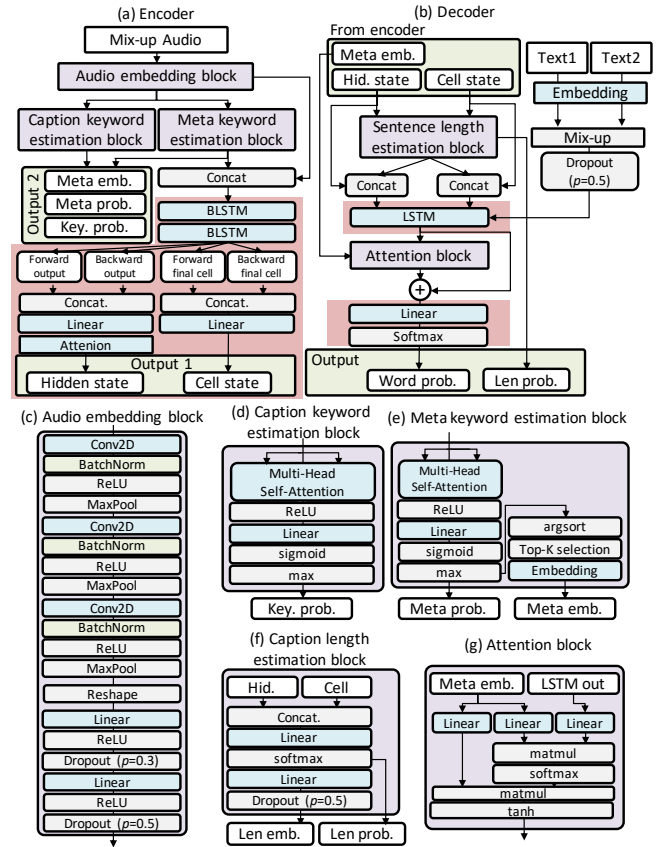 (a) Encoder
Mix-up Audio
Audio embedding block
Caption keyword
estimation block
Meta keyword
estimation block
Output 2
Meta emb.
Meta prob.
Key. prob.
Concat
BLSTM
BLSTM
Forward
output
Backward
output
Forward
final cell
Backward
final cell
Concat.
Concat.
Linear
Linear
Attenion
Output 1
Hidden state
Cell state
(b) Decoder
From encoder
Meta emb.
Hid. state
Cell state
Text1
Text2
Embedding
Mix-up
Dropout
(p=0.5)
Sentence length
estimation block
Concat
Concat
LSTM
Attention block
+
Linear
Softmax
Output
Word prob.
Len prob.
(c) Audio embedding block
Conv2D
BatchNorm
ReLU
MaxPool
Conv2D
BatchNorm
ReLU
MaxPool
Conv2D
BatchNorm
ReLU
MaxPool
Reshape
Linear
ReLU
Dropout (p=0.3)
Linear
ReLU
Dropout (p=0.5)
(d) Caption keyword
estimation block
Multi-Head
Self-Attention
ReLU
Linear
sigmoid
max
Key. prob.
(e) Meta keyword estimation block
Multi-Head
Self-Attention
ReLU
Linear
sigmoid
max
argsort
Top-K selection
Embedding
Meta prob.
Meta emb.
(f) Caption length
estimation block
Hid.
Cell
Concat.
Linear
softmax
Linear
Dropout (p=0.5)
Len emb.
Len prob.
(g) Attention block
Meta emb.
LSTM out
Linear
Linear
Linear
matmul
softmax
matmul
tanh